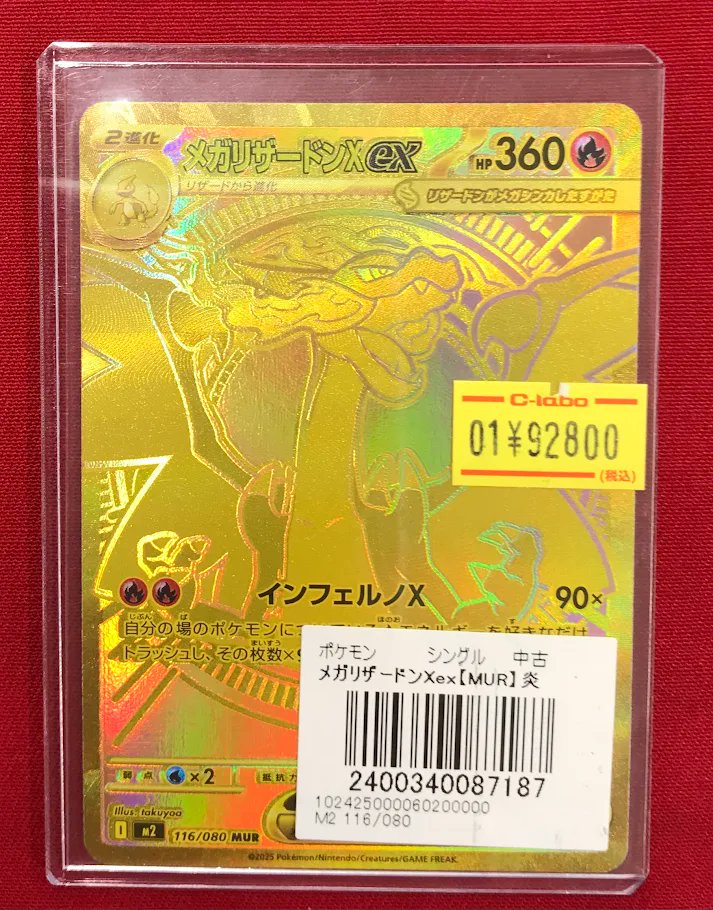 2進化
メガリザードンXex
HP 360
リザードから進化
リザードンがメガシンカしたすがた
C-labo
01¥92800
(税込)
インフェルノX 90×
自分の場のポケモンに
トラッシュし、その枚数×9
ポケモン シングル 中古
メガリザードンXex【MUR】炎
2400340087187
102425000060200000
M2 116/080
弱点 ×2 抵抗力
Illus. takuyoa
I M2 116/080 MUR
©2025 Pokémon/Nintendo/Creatures/GAME FREAK.